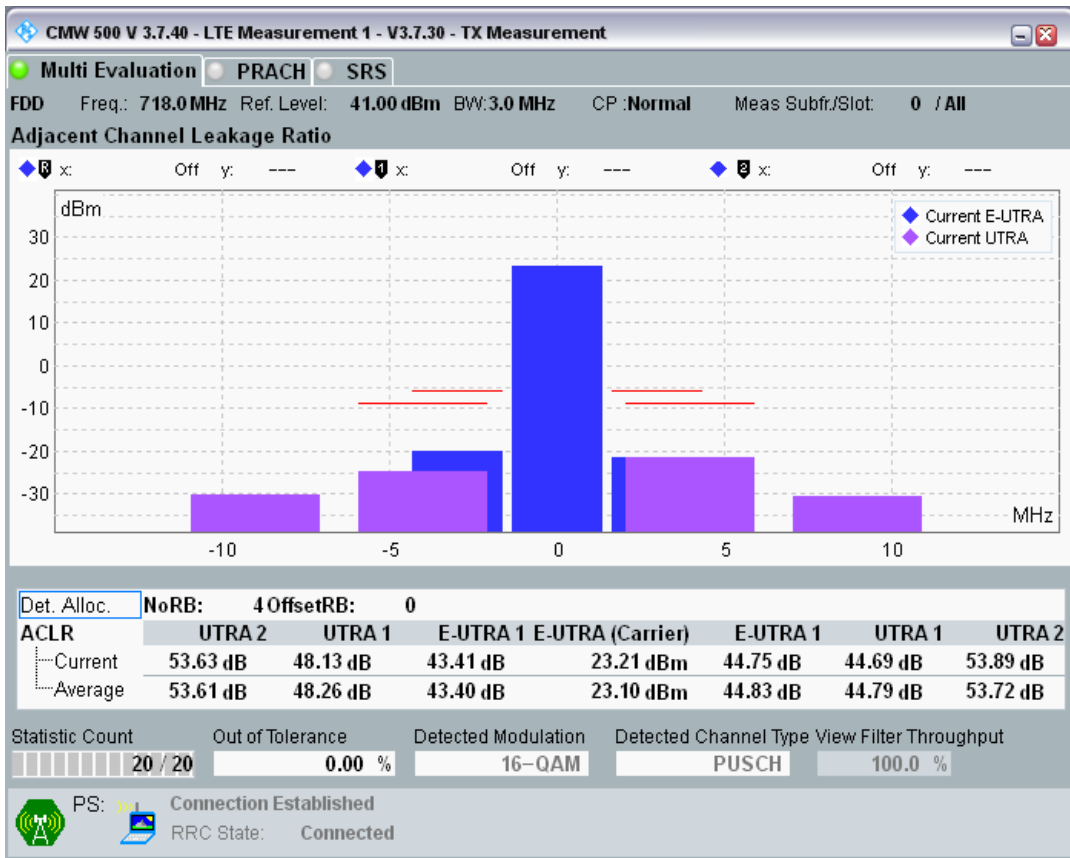 CMW 500 V 3.7.40 - LTE Measurement 1 - V3.7.30 - TX Measurement
Multi Evaluation PRACH SRS
FDD Freq.: 718.0 MHz Ref. Level: 41.00 dBm BW: 3.0 MHz CP : Normal Meas Subfr./Slot: 0 / All
Adjacent Channel Leakage Ratio
R x: Off y: --- 1 x: Off y: --- 2 x: Off y: ---
dBm
Current E-UTRA
Current UTRA
30
20
10
0
-10
-20
-30
MHz
-10 -5 0 5 10
Det. Alloc. NoRB: 4 OffsetRB: 0
ACLR UTRA 2 UTRA 1 E-UTRA 1 E-UTRA (Carrier) E-UTRA 1 UTRA 1 UTRA 2
Current 53.63 dB 48.13 dB 43.41 dB 23.21 dBm 44.75 dB 44.69 dB 53.89 dB
Average 53.61 dB 48.26 dB 43.40 dB 23.10 dBm 44.83 dB 44.79 dB 53.72 dB
Statistic Count Out of Tolerance Detected Modulation Detected Channel Type View Filter Throughput
20 / 20 0.00 % 16-QAM PUSCH 100.0 %
PS: Connection Established
RRC State: Connected